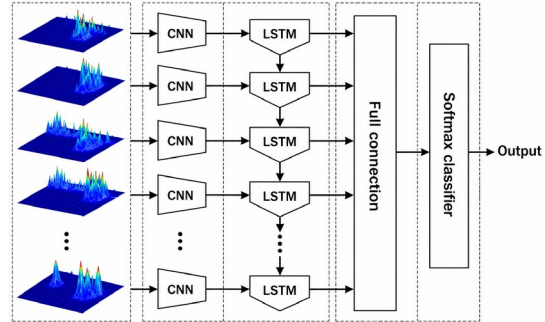 CNN
LSTM
CNN
LSTM
CNN
LSTM
CNN
LSTM
CNN
LSTM
Full connection
Softmax classifier
Output